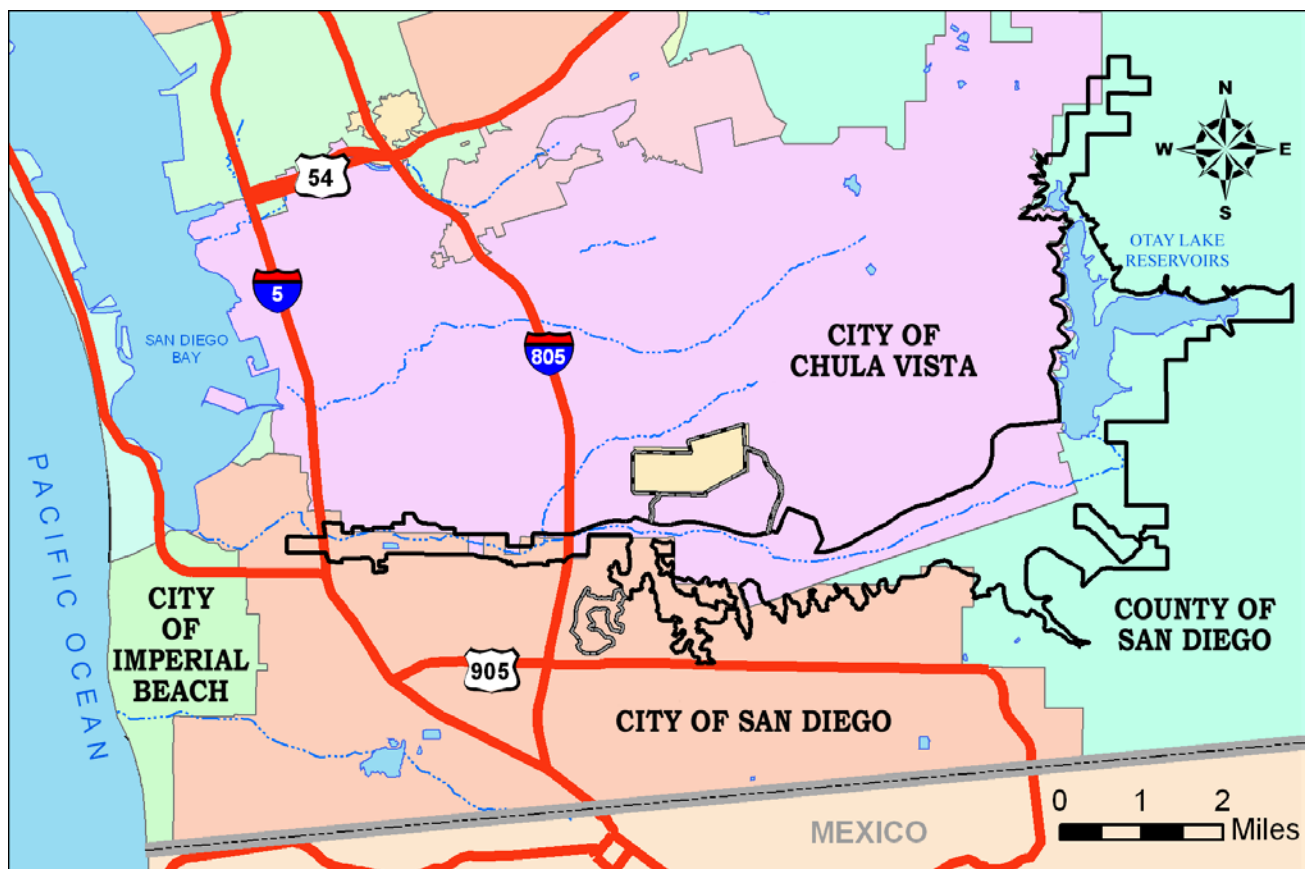 N
W E
S
54
OTAY LAKE
RESERVOIRS
5
SAN DIEGO
BAY
805
CITY OF
CHULA VISTA
PACIFIC OCEAN
CITY
OF
IMPERIAL
BEACH
COUNTY OF
SAN DIEGO
905
CITY OF SAN DIEGO
0 1 2
Miles
MEXICO